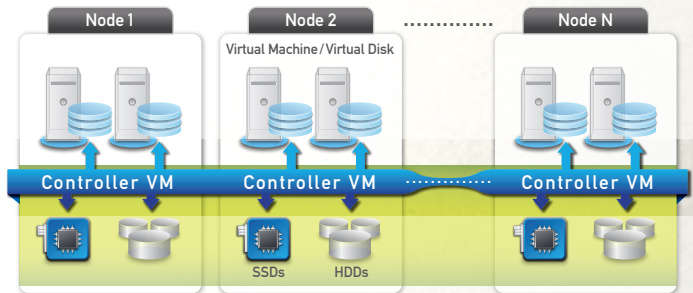 Node 1
Node 2
Node N
Virtual Machine/Virtual Disk
Controller VM
Controller VM
Controller VM
SSDs
HDDs